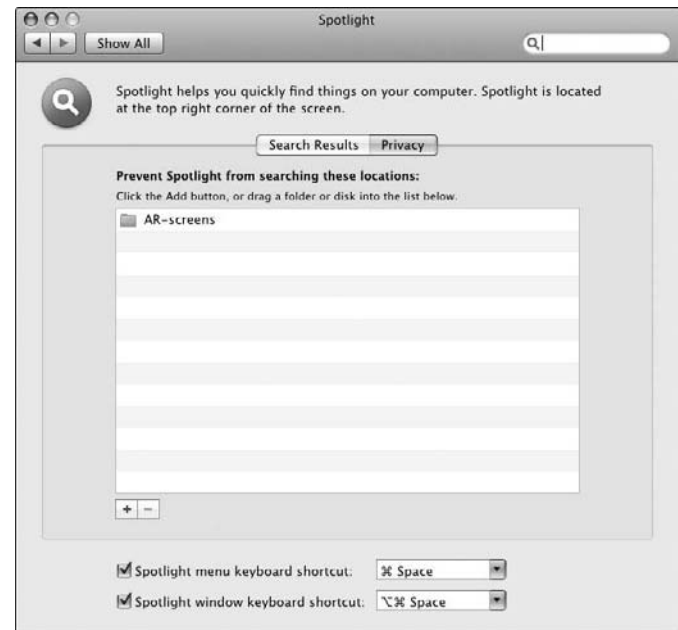 Spotlight
Show All
Spotlight helps you quickly find things on your computer. Spotlight is located
at the top right corner of the screen.
Search Results Privacy
Prevent Spotlight from searching these locations:
Click the Add button, or drag a folder or disk into the list below.
AR-screens
+ −
Spotlight menu keyboard shortcut: ⌘ Space
Spotlight window keyboard shortcut: ⌥⌘ Space